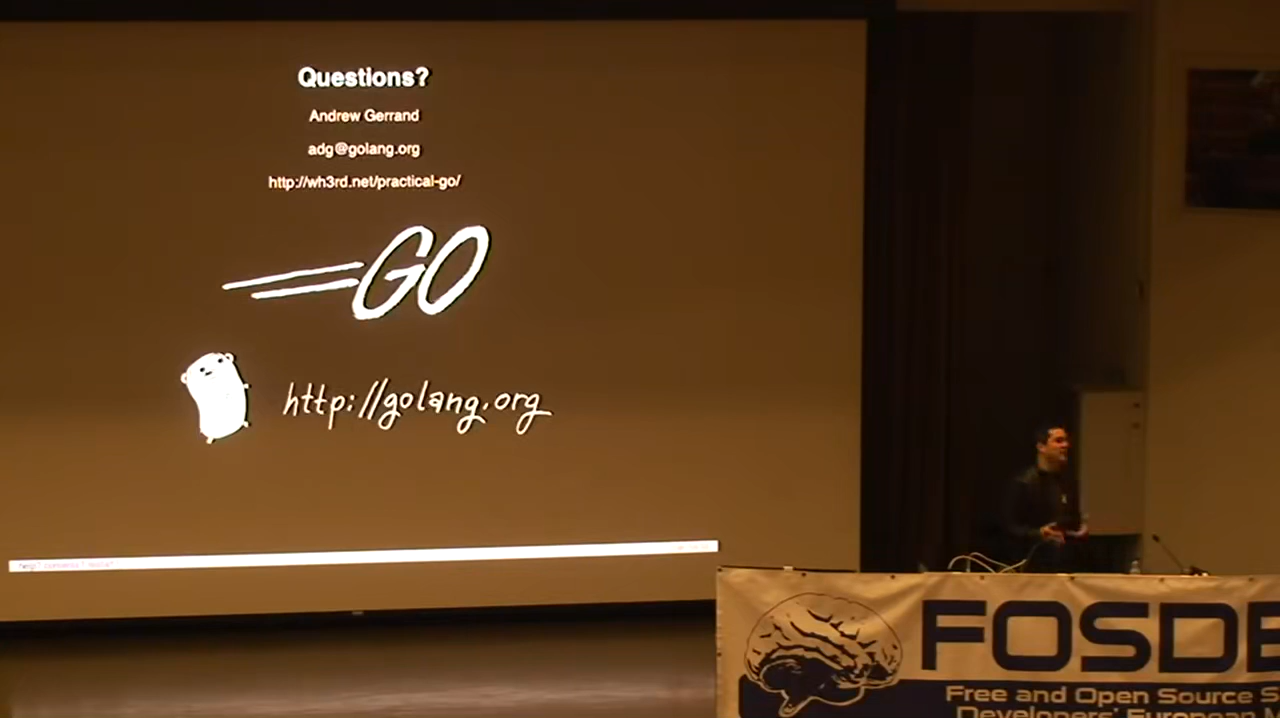 Questions?
Andrew Gerrand
adg@golang.org
http://wh3rd.net/practical-go/
GO
http://golang.org
FOSDE
Free and Open Source S
Developers' European M